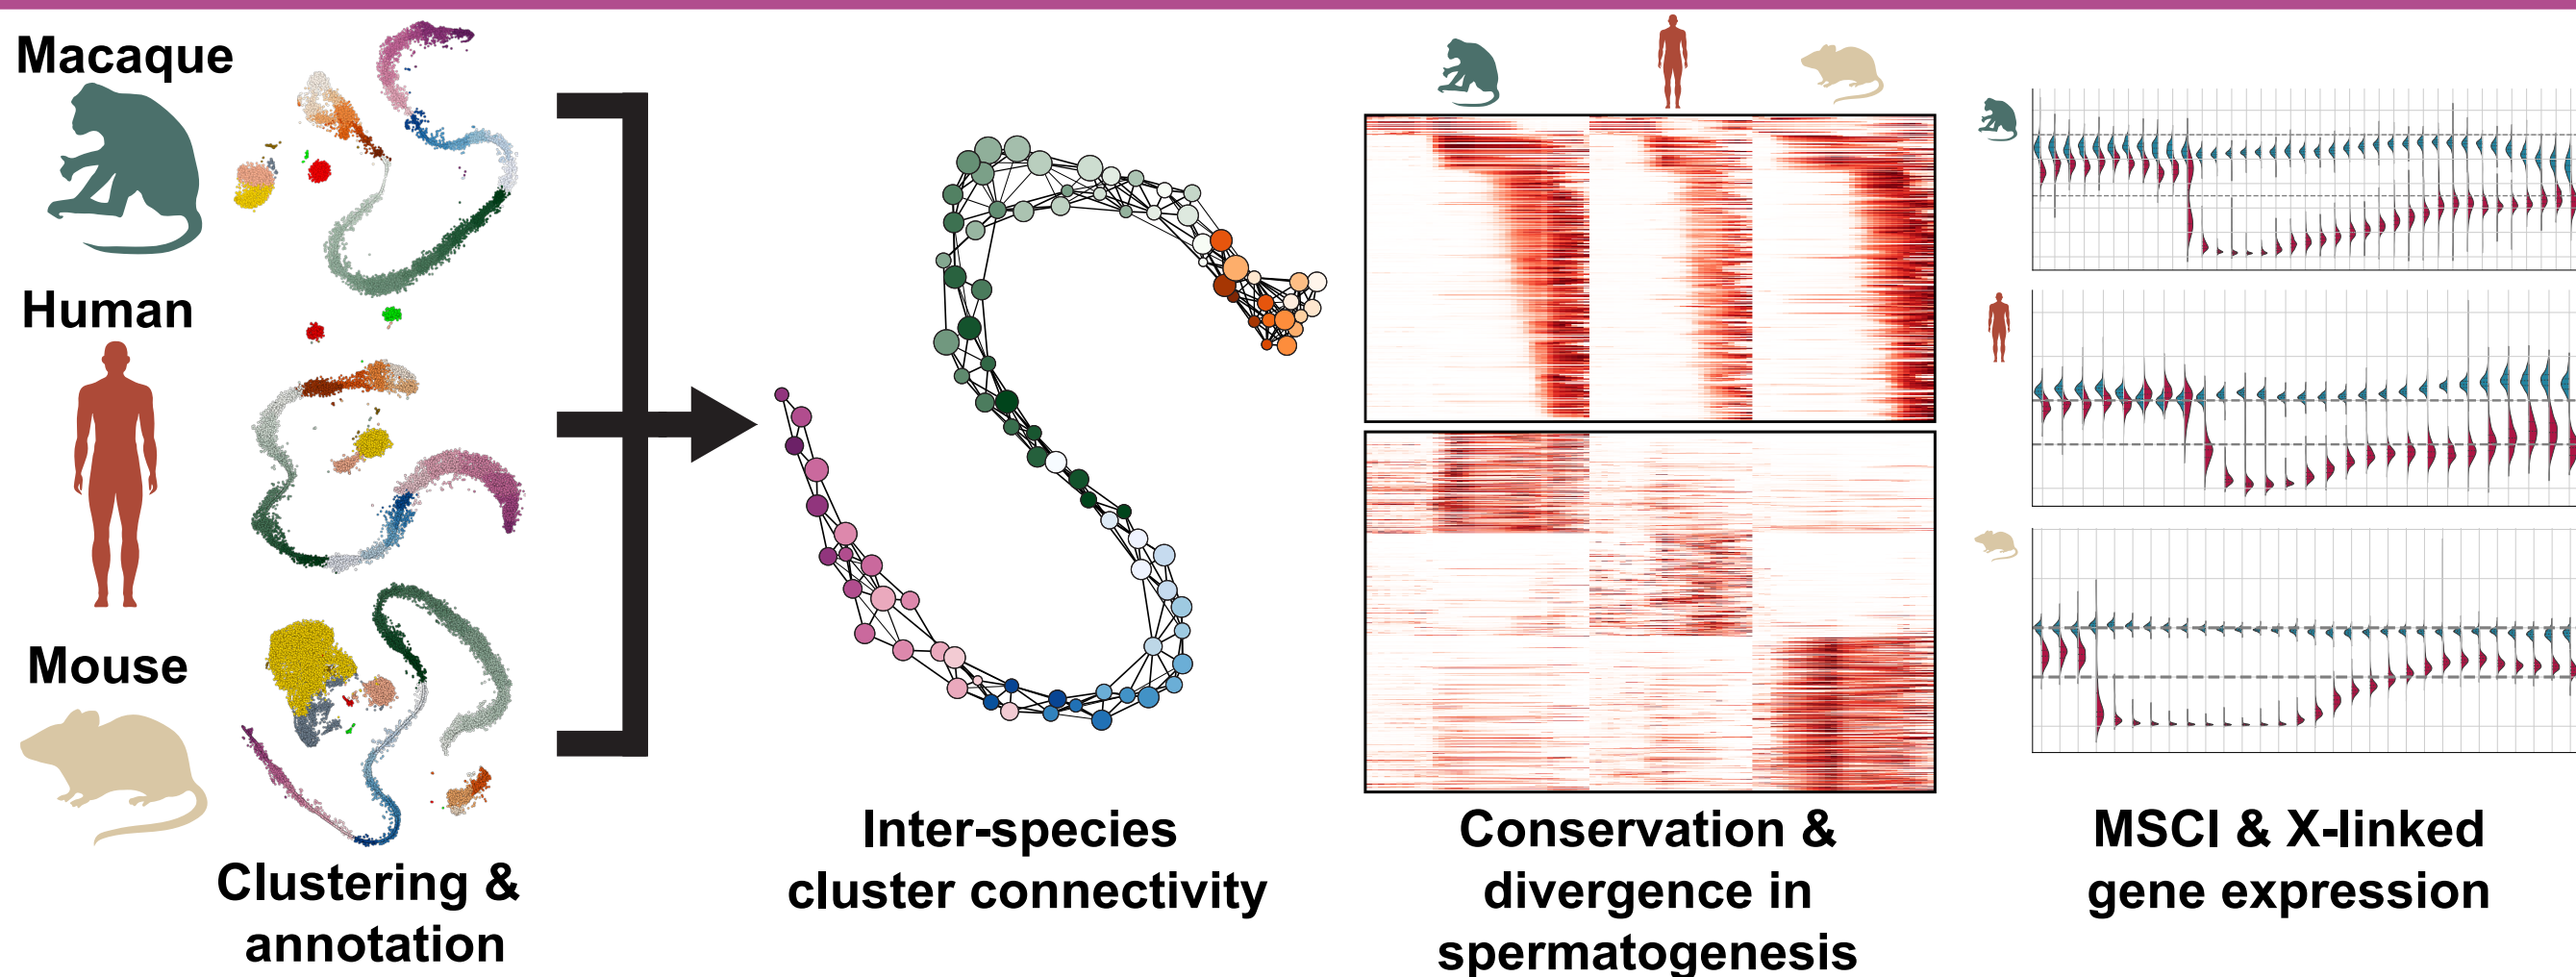 Macaque
Human
Mouse
Clustering &
annotation
Inter-species
cluster connectivity
Conservation &
divergence in
spermatogenesis
MSCI & X-linked
gene expression